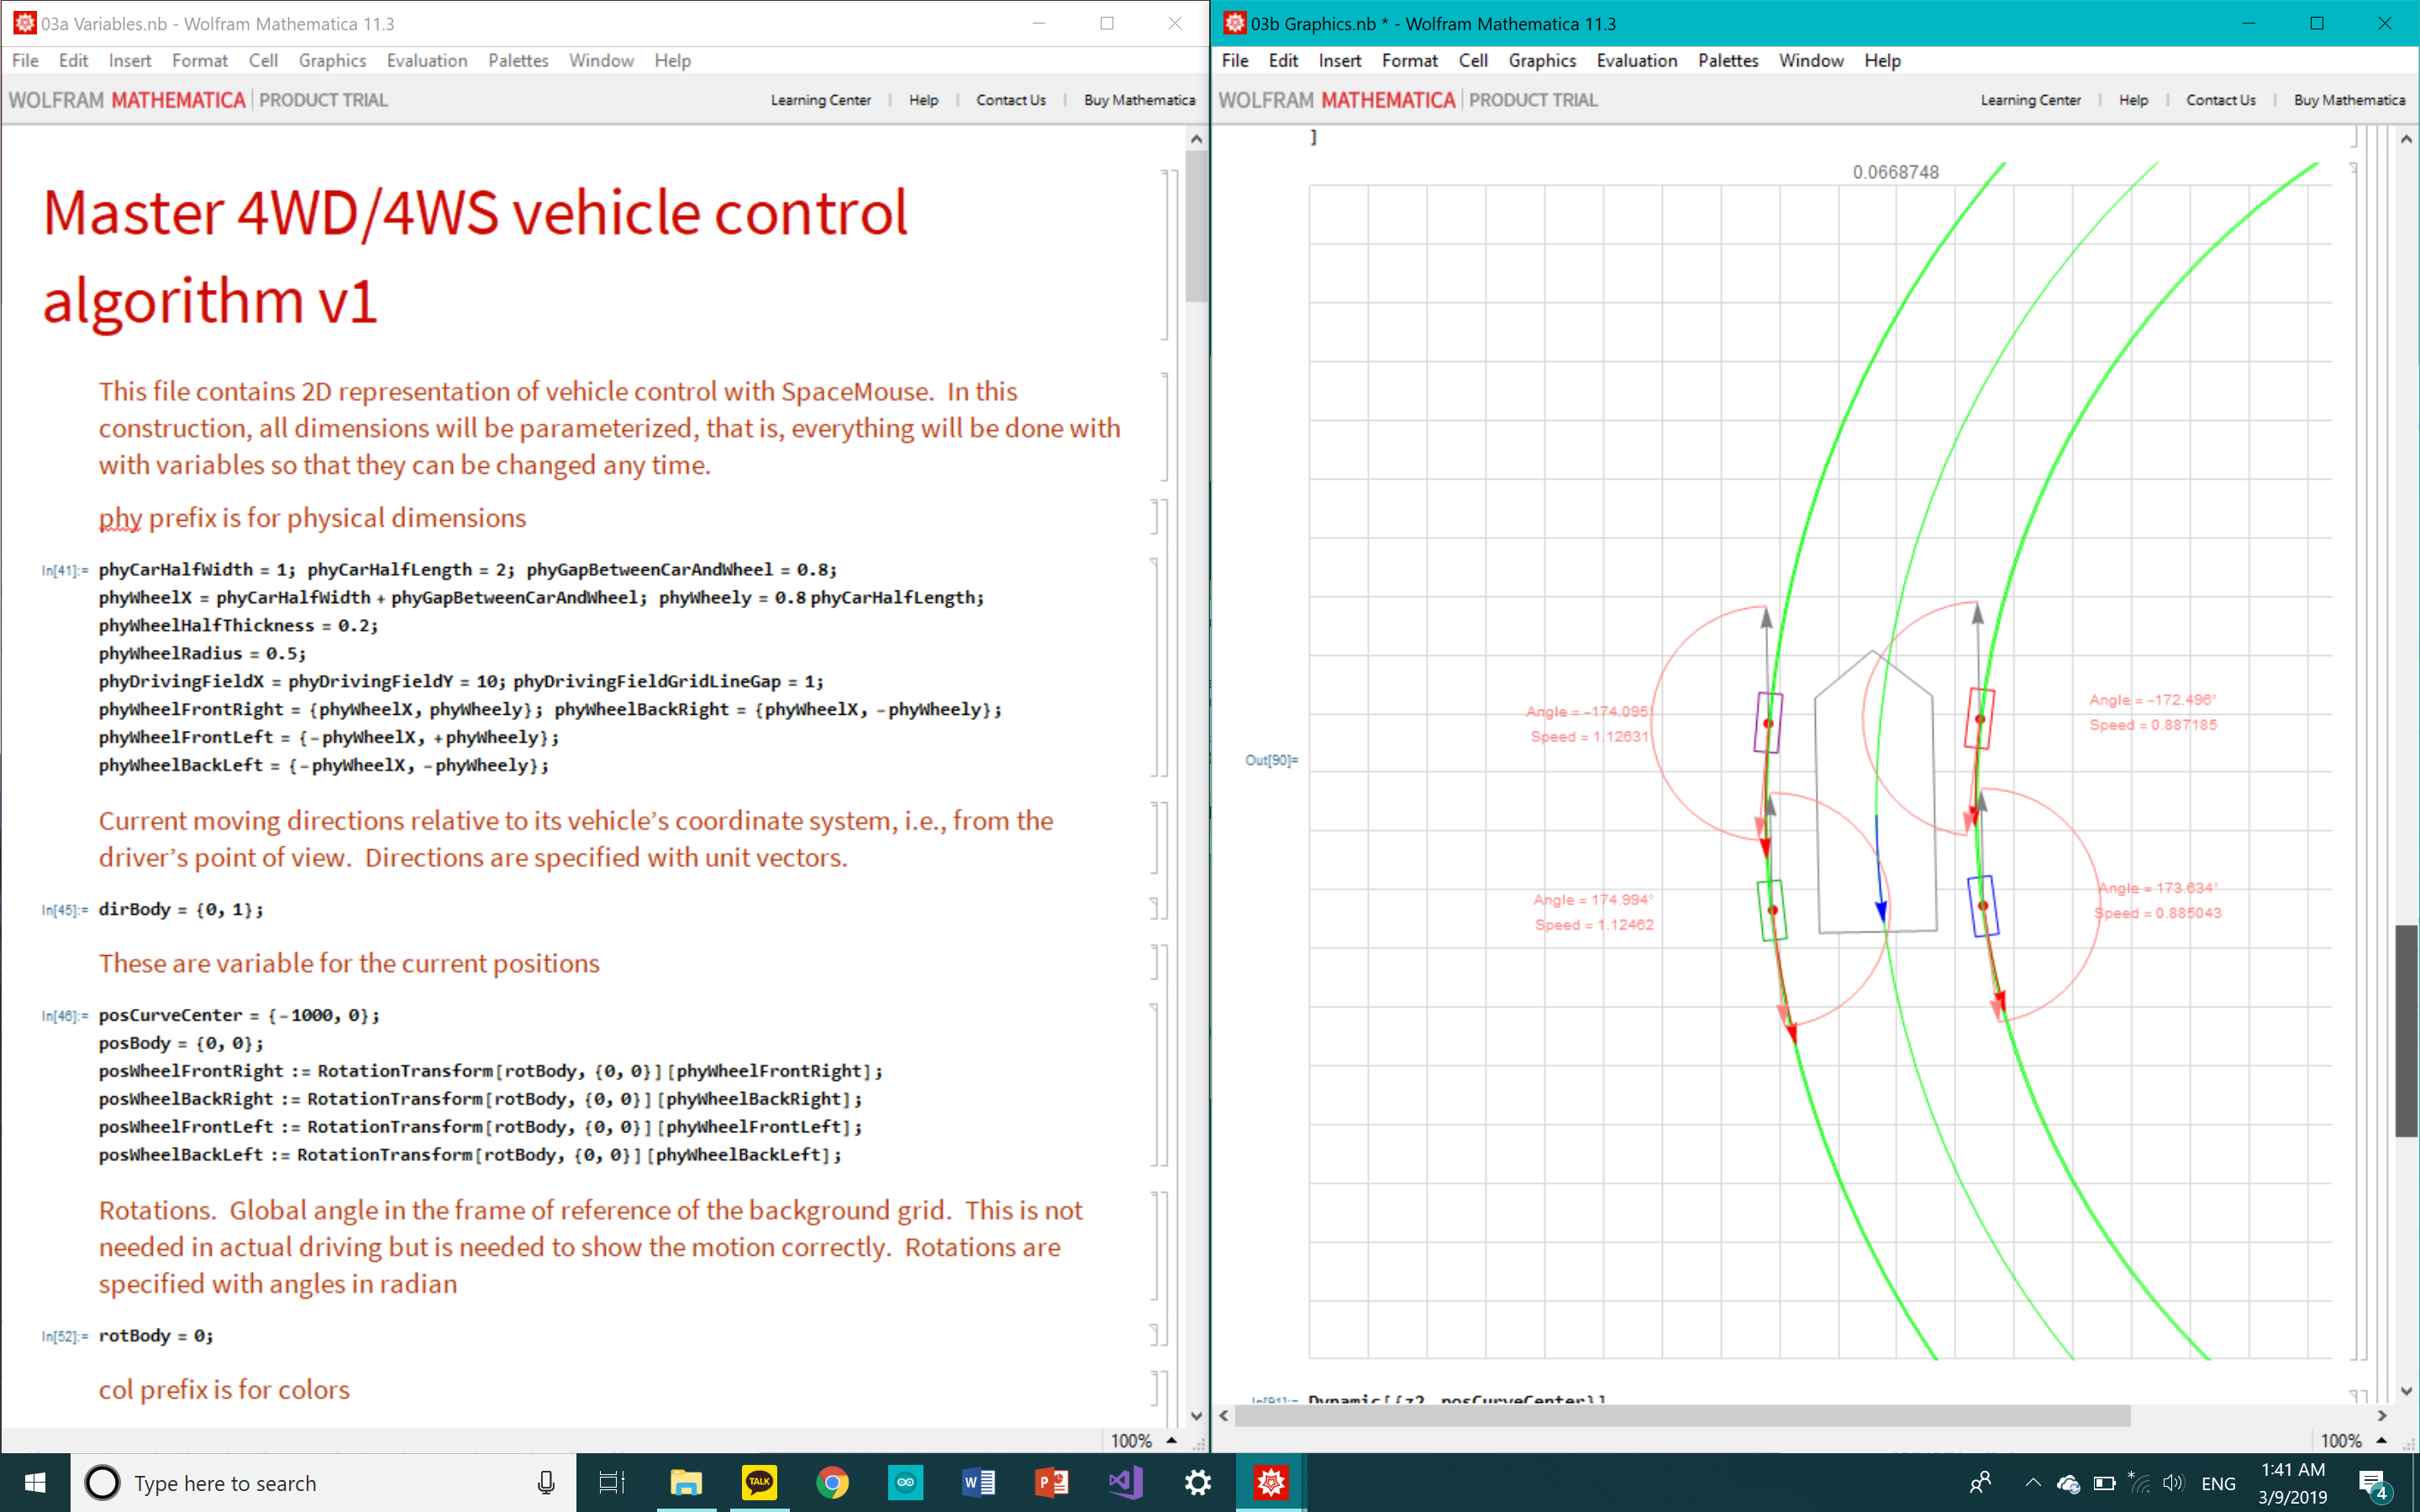 03a Variables.nb - Wolfram Mathematica 11.3
File Edit Insert Format Cell Graphics Evaluation Palettes Window Help
WOLFRAM MATHEMATICA PRODUCT TRIAL Learning Center Help Contact Us Buy Mathematica
Master 4WD/4WS vehicle control
algorithm v1
This file contains 2D representation of vehicle control with SpaceMouse. In this
construction, all dimensions will be parameterized, that is, everything will be done with
with variables so that they can be changed any time.
phy prefix is for physical dimensions
In[41]:= phyCarHalfWidth = 1; phyCarHalfLength = 2; phyGapBetweenCarAndWheel = 0.8;
phyWheelX = phyCarHalfWidth + phyGapBetweenCarAndWheel; phyWheely = 0.8 phyCarHalfLength;
phyWheelHalfThickness = 0.2;
phyWheelRadius = 0.5;
phyDrivingFieldX = phyDrivingFieldY = 10; phyDrivingFieldGridLineGap = 1;
phyWheelFrontRight = {phyWheelX, phyWheely}; phyWheelBackRight = {phyWheelX, -phyWheely};
phyWheelFrontLeft = {-phyWheelX, +phyWheely};
phyWheelBackLeft = {-phyWheelX, -phyWheely};
Current moving directions relative to its vehicle's coordinate system, i.e., from the
driver's point of view. Directions are specified with unit vectors.
In[45]:= dirBody = {0, 1};
These are variable for the current positions
In[46]:= posCurveCenter = {-1000, 0};
posBody = {0, 0};
posWheelFrontRight := RotationTransform[rotBody, {0, 0}][phyWheelFrontRight];
posWheelBackRight := RotationTransform[rotBody, {0, 0}][phyWheelBackRight];
posWheelFrontLeft := RotationTransform[rotBody, {0, 0}][phyWheelFrontLeft];
posWheelBackLeft := RotationTransform[rotBody, {0, 0}][phyWheelBackLeft];
Rotations. Global angle in the frame of reference of the background grid. This is not
needed in actual driving but is needed to show the motion correctly. Rotations are
specified with angles in radian
In[52]:= rotBody = 0;
col prefix is for colors
100%
03b Graphics.nb * - Wolfram Mathematica 11.3
File Edit Insert Format Cell Graphics Evaluation Palettes Window Help
WOLFRAM MATHEMATICA PRODUCT TRIAL Learning Center Help Contact Us Buy Mathematica
]
0.0668748
Angle = -174.095°
Speed = 1.12631
Angle = -172.496°
Speed = 0.887185
Out[90]=
Angle = 174.994°
Speed = 1.12462
Angle = 173.634°
Speed = 0.885043
In[91]:= Dynamic[{z2, posCurveCenter}]
100%
Type here to search
TALK
ENG
1:41 AM
3/9/2019
4